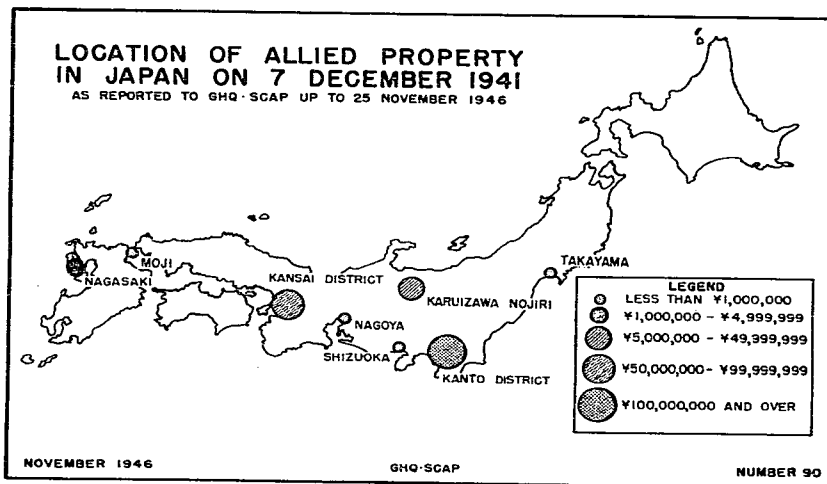 LOCATION OF ALLIED PROPERTY
IN JAPAN ON 7 DECEMBER 1941
AS REPORTED TO GHQ-SCAP UP TO 25 NOVEMBER 1946
MOJI
NAGASAKI
KANSAI DISTRICT
KARUIZAWA NOJIRI
TAKAYAMA
NAGOYA
SHIZUOKA
KANTO DISTRICT
LEGEND
LESS THAN ¥1,000,000
¥1,000,000 - ¥4,999,999
¥5,000,000 - ¥49,999,999
¥50,000,000 - ¥99,999,999
¥100,000,000 AND OVER
NOVEMBER 1946
GHQ-SCAP
NUMBER 90